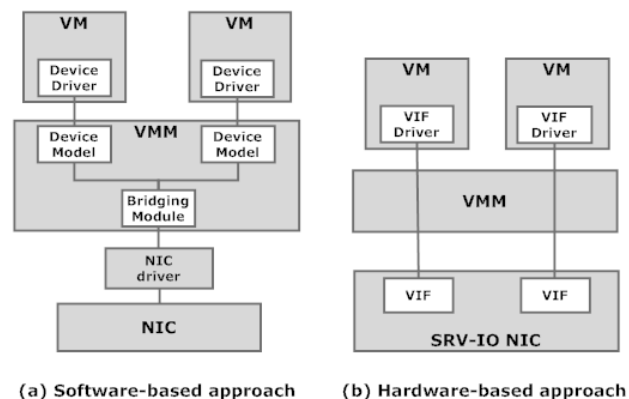 VM
VM
Device
Driver
Device
Driver
VMM
Device
Model
Device
Model
Bridging
Module
NIC
driver
NIC
(a) Software-based approach
VM
VM
VIF
Driver
VIF
Driver
VMM
VIF
VIF
SRV-IO NIC
(b) Hardware-based approach